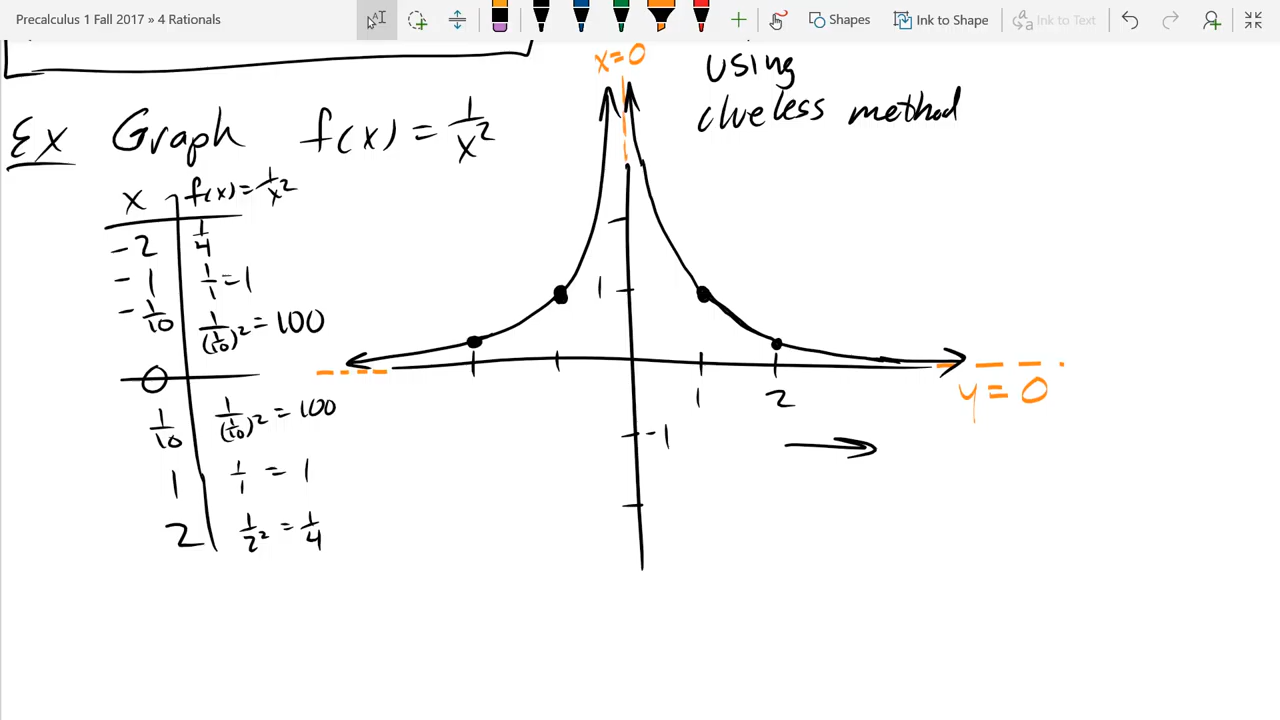 Precalculus 1 Fall 2017 » 4 Rationals
Shapes
Ink to Shape
Ink to Text
x=0
using
clueless method
Ex Graph f(x) = 1/x²
x f(x) = 1/x²
-2 1/4
-1 1/1 = 1
-1/10 1/(1/10)² = 100
0
1/10 1/(1/10)² = 100
1 1/1 = 1
2 1/2² = 1/4
1
1 2
-1
y = 0